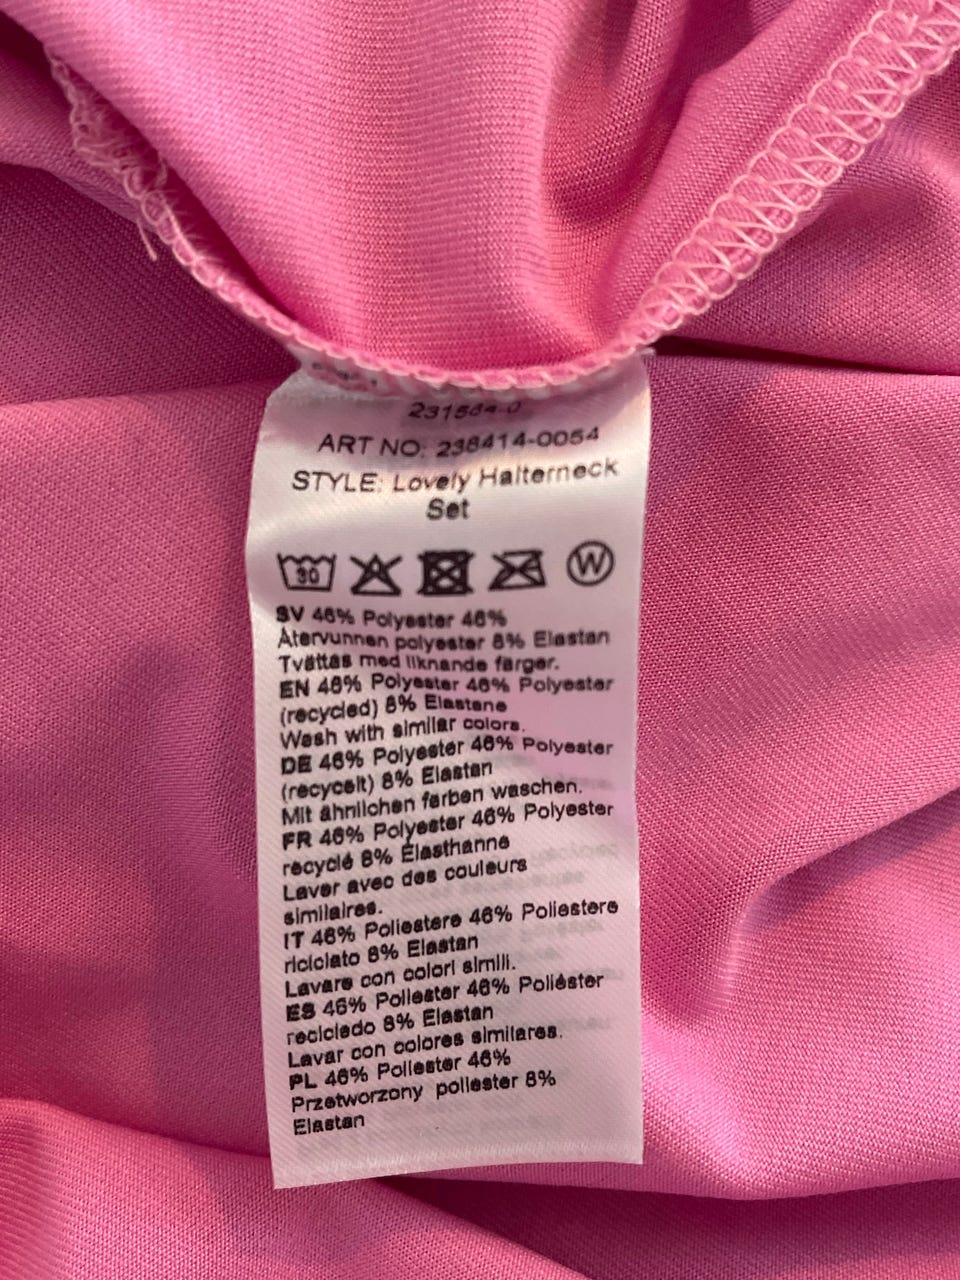 231564-0
ART NO: 236414-0054
STYLE: Lovely Halterneck
Set
30 W
SV 46% Polyester 46%
Återvunnen polyester 8% Elastan
Tvättas med liknande färger.
EN 46% Polyester 46% Polyester
(recycled) 8% Elastane
Wash with similar colors.
DE 46% Polyester 46% Polyester
(recycelt) 8% Elastan
Mit ähnlichen farben waschen.
FR 46% Polyester 46% Polyester
recyclé 8% Élasthanne
Laver avec des couleurs
similaires.
IT 46% Poliestere 46% Poliestere
riciclato 8% Elastan
Lavare con colori simili.
ES 46% Poliester 46% Poliéster
reciclado 8% Elastan
Lavar con colores similares.
PL 46% Poliester 46%
Przetworzony poliester 8%
Elastan